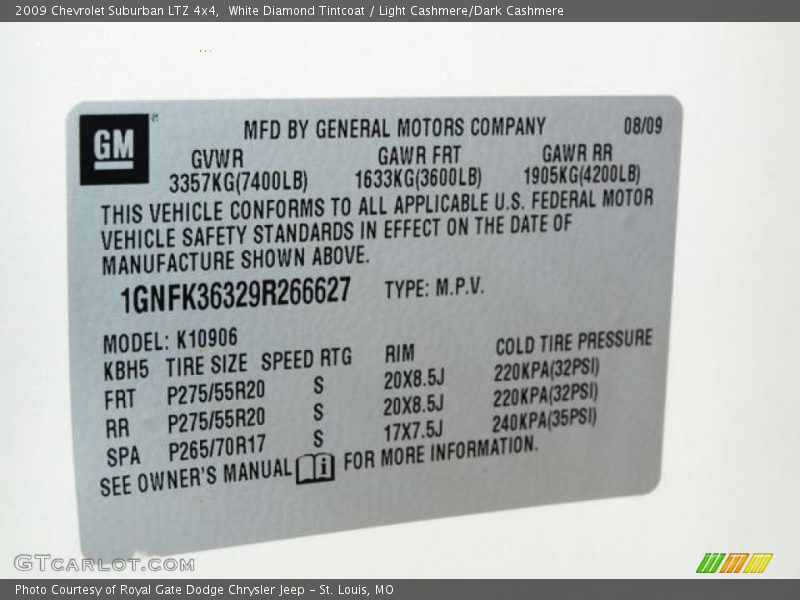 2009 Chevrolet Suburban LTZ 4x4, White Diamond Tintcoat / Light Cashmere/Dark Cashmere
GM
MFD BY GENERAL MOTORS COMPANY 08/09
GVWR GAWR FRT GAWR RR
3357KG(7400LB) 1633KG(3600LB) 1905KG(4200LB)
THIS VEHICLE CONFORMS TO ALL APPLICABLE U.S. FEDERAL MOTOR
VEHICLE SAFETY STANDARDS IN EFFECT ON THE DATE OF
MANUFACTURE SHOWN ABOVE.
1GNFK36329R266627 TYPE: M.P.V.
MODEL: K10906
KBH5 TIRE SIZE SPEED RTG RIM COLD TIRE PRESSURE
FRT P275/55R20 S 20X8.5J 220KPA(32PSI)
RR P275/55R20 S 20X8.5J 220KPA(32PSI)
SPA P265/70R17 S 17X7.5J 240KPA(35PSI)
SEE OWNER'S MANUAL FOR MORE INFORMATION.
GTcarlot.com
Photo Courtesy of Royal Gate Dodge Chrysler Jeep - St. Louis, MO